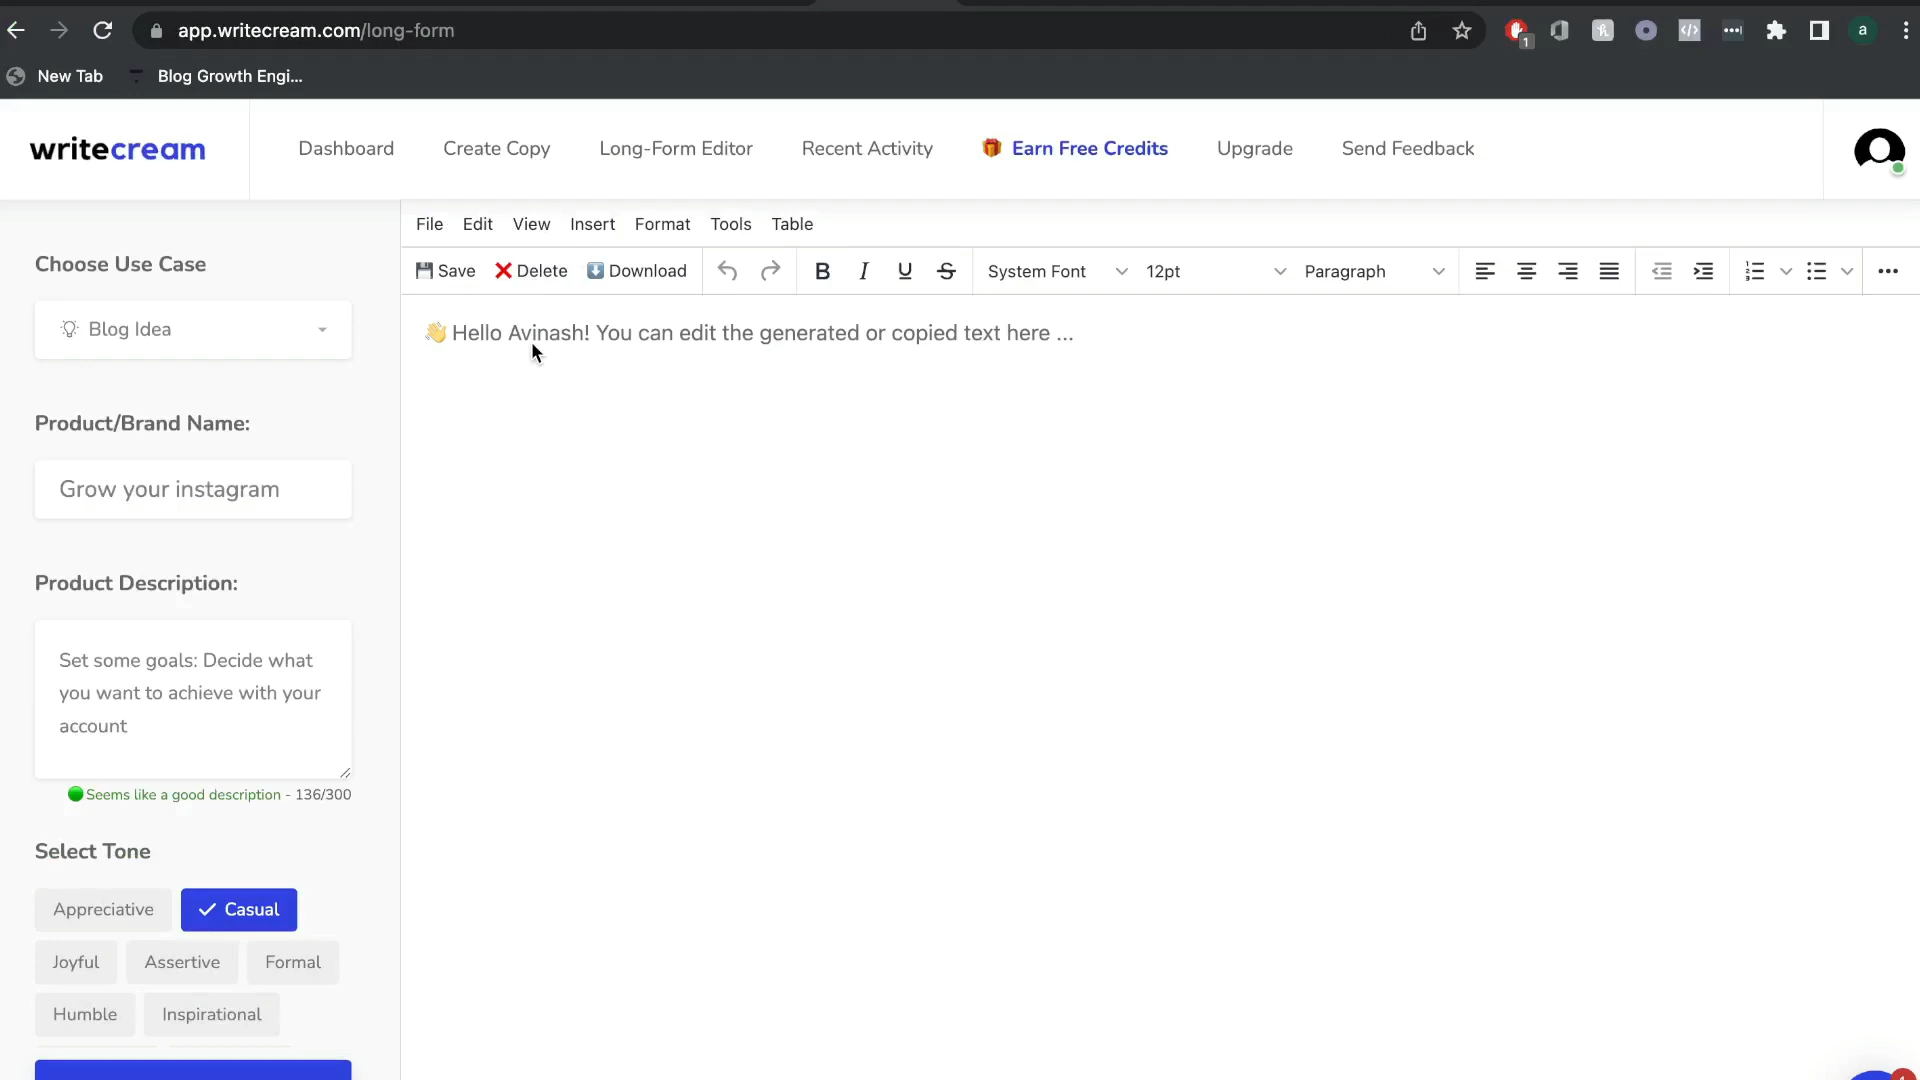 app.writecream.com/long-form
1
a
New Tab
Blog Growth Engi...
writecream
Dashboard
Create Copy
Long-Form Editor
Recent Activity
🎁 Earn Free Credits
Upgrade
Send Feedback
File Edit View Insert Format Tools Table
Save Delete Download
B I U S
System Font
12pt
Paragraph
Choose Use Case
Blog Idea
👋 Hello Avinash! You can edit the generated or copied text here ...
Product/Brand Name:
Grow your instagram
Product Description:
Set some goals: Decide what
you want to achieve with your
account
Seems like a good description - 136/300
Select Tone
Appreciative
✓ Casual
Joyful
Assertive
Formal
Humble
Inspirational